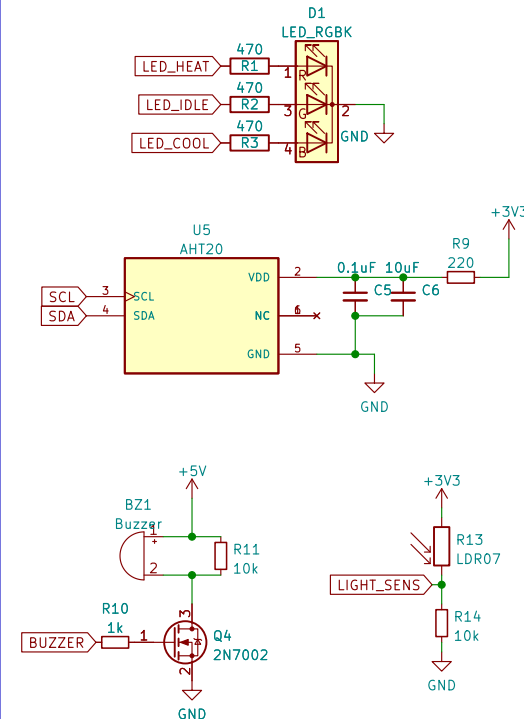 D1
LED_RGBK
470
LED_HEAT R1 1 R
470
LED_IDLE R2 3 G 2
GND
470
LED_COOL R3 4 B
+3V3
U5
AHT20
R9
220
VDD 2
0.1uF 10uF
C5 C6
SCL 3 SCL
SDA 4 SDA
NC
GND 5
GND
+5V
+3V3
BZ1
Buzzer
1
+
2
R11
10k
R13
LDR07
LIGHT_SENS
R10
1k
BUZZER 1
3
Q4
2N7002
2
GND
R14
10k
GND